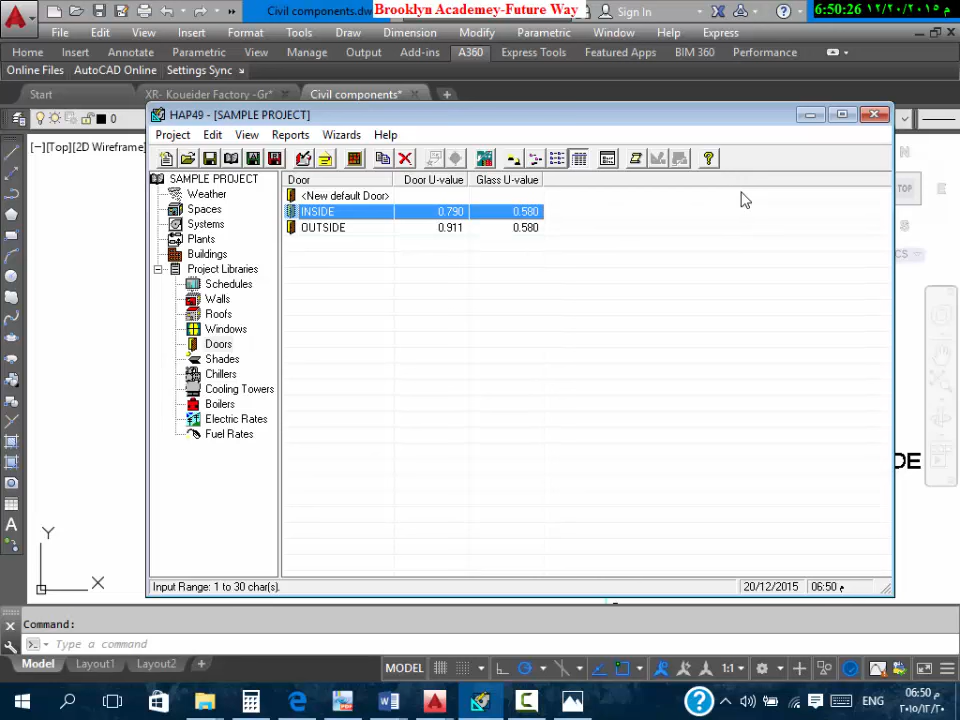 Civil components.dw
Brooklyn Acadmey-Future Way
Sign In
6:50:26 ١٢/٢٠/٢٠١٥ م
File Edit View Insert Format Tools Draw Dimension Modify Parametric Window Help Express
Home Insert Annotate Parametric View Manage Output Add-ins A360 Express Tools Featured Apps BIM 360 Performance
Online Files AutoCAD Online Settings Sync
Start XR- Koueider Factory -Gr* Civil components*
0
HAP49 - [SAMPLE PROJECT]
Project Edit View Reports Wizards Help
[−][Top][2D Wireframe]
N
TOP
E
S
CS
SAMPLE PROJECT
Weather
Spaces
Systems
Plants
Buildings
Project Libraries
Schedules
Walls
Roofs
Windows
Doors
Shades
Chillers
Cooling Towers
Boilers
Electric Rates
Fuel Rates
Door Door U-value Glass U-value
<New default Door>
INSIDE 0.790 0.580
OUTSIDE 0.911 0.580
DE
Y
X
Input Range: 1 to 30 char(s). 20/12/2015 06:50 م
Command:
Type a command
Model Layout1 Layout2 + MODEL 1:1
ENG
06:50 م
٢٠١٥/١٢/٢٠